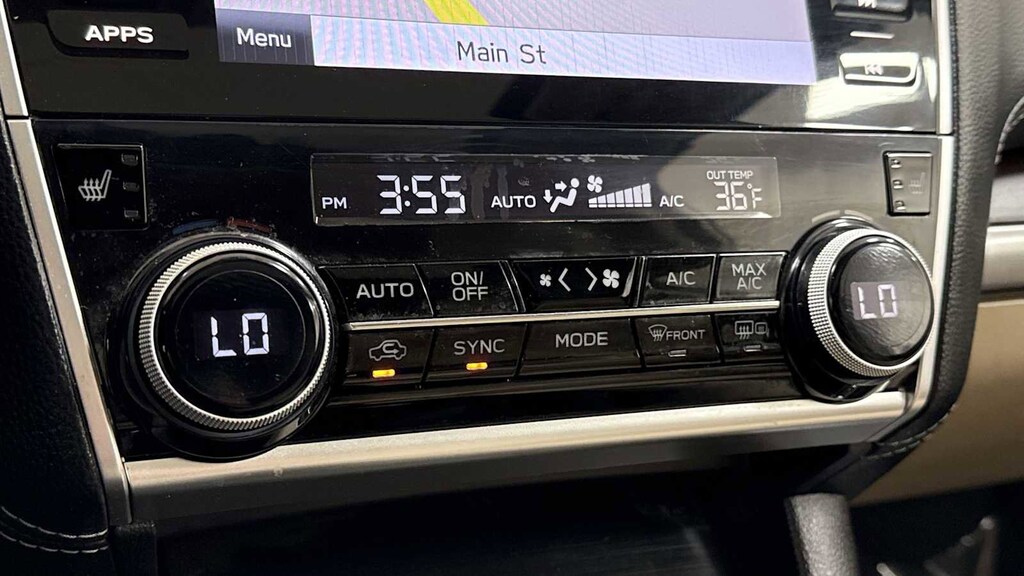 APPS
Menu
Main St
PM 3:55 AUTO A/C OUT TEMP 36°F
AUTO
ON/
OFF
A/C
MAX
A/C
LO
LO
SYNC
MODE
FRONT